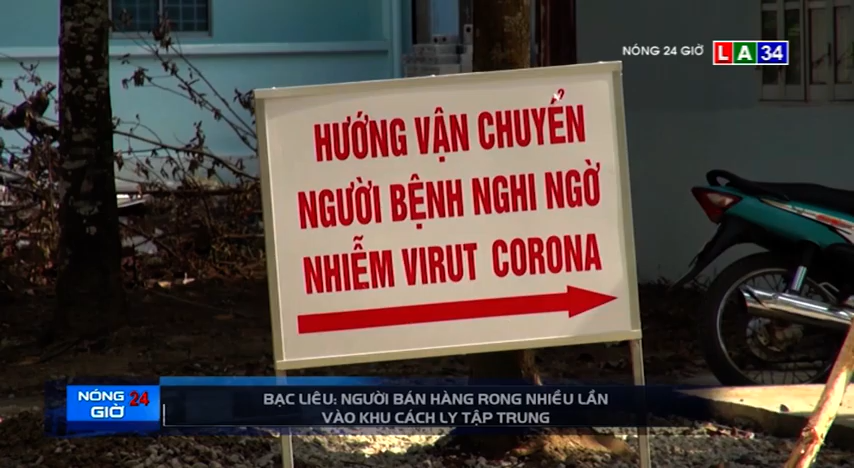 NÓNG 24 GIỜ LA34
HƯỚNG VẬN CHUYỂN
NGƯỜI BỆNH NGHI NGỜ
NHIỄM VIRUT CORONA
NÓNG 24
GIỜ
BẠC LIÊU: NGƯỜI BÁN HÀNG RONG NHIỀU LẦN
VÀO KHU CÁCH LY TẬP TRUNG